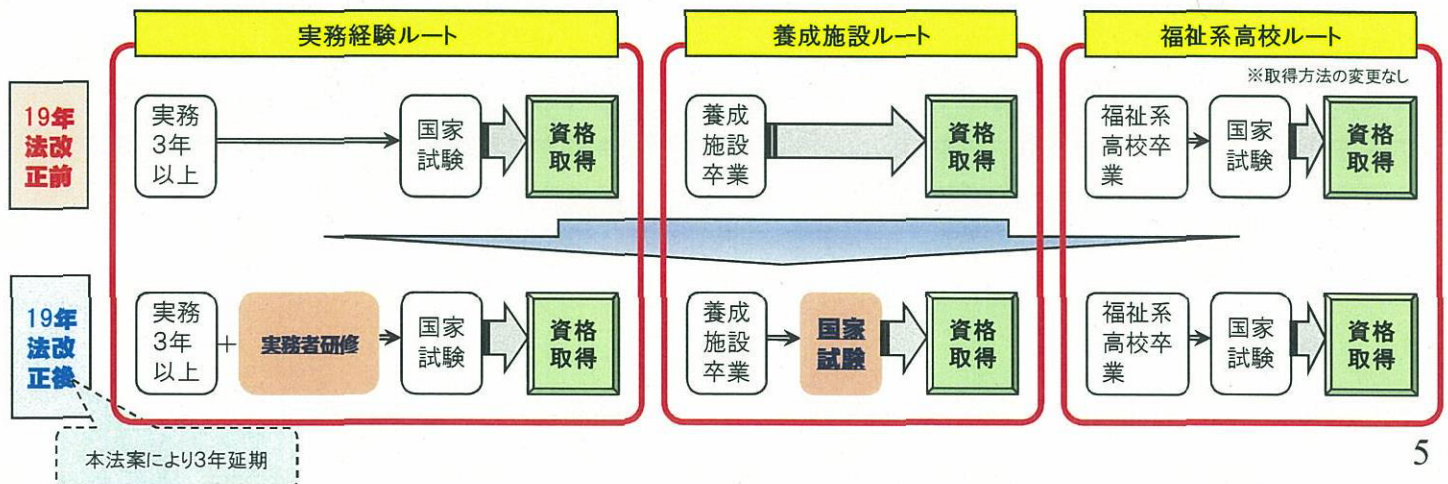 実務経験ルート
養成施設ルート
福祉系高校ルート
※取得方法の変更なし
19年
法改
正前
実務
3年
以上
国家
試験
資格
取得
養成
施設
卒業
資格
取得
福祉系
高校卒
業
国家
試験
資格
取得
19年
法改
正後
実務
3年
以上
+
実務者研修
国家
試験
資格
取得
養成
施設
卒業
国家
試験
資格
取得
福祉系
高校卒
業
国家
試験
資格
取得
本法案により3年延期
5